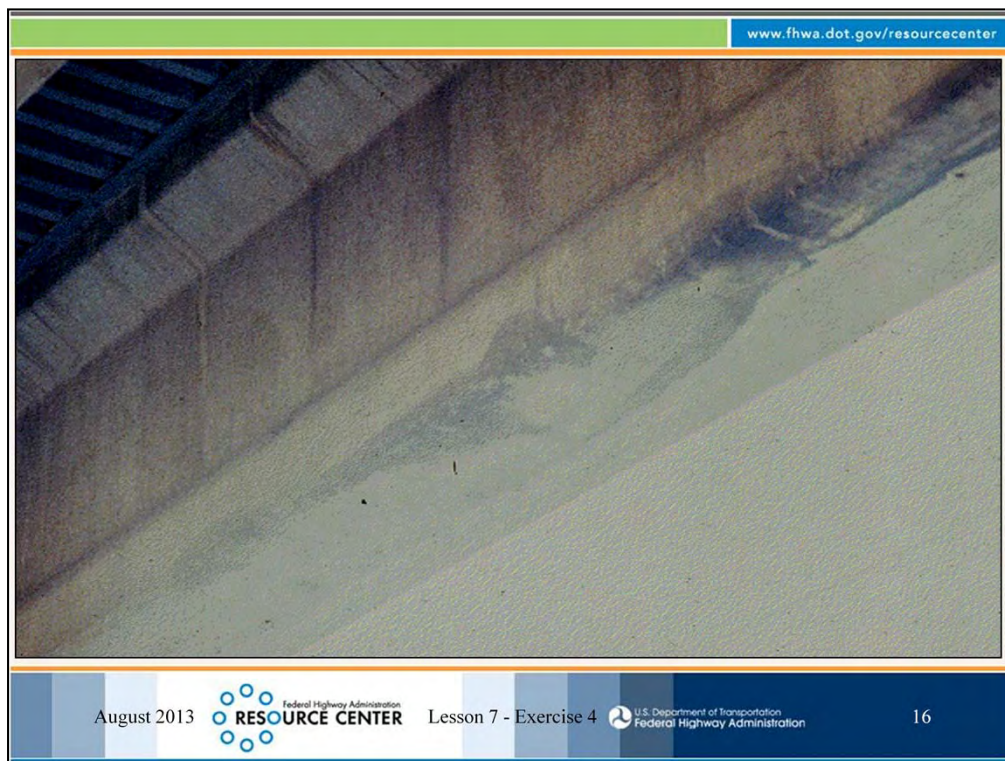 www.fhwa.dot.gov/resourcecenter
August 2013
Federal Highway Administration
RESOURCE CENTER
Lesson 7 - Exercise 4
U.S. Department of Transportation
Federal Highway Administration
16